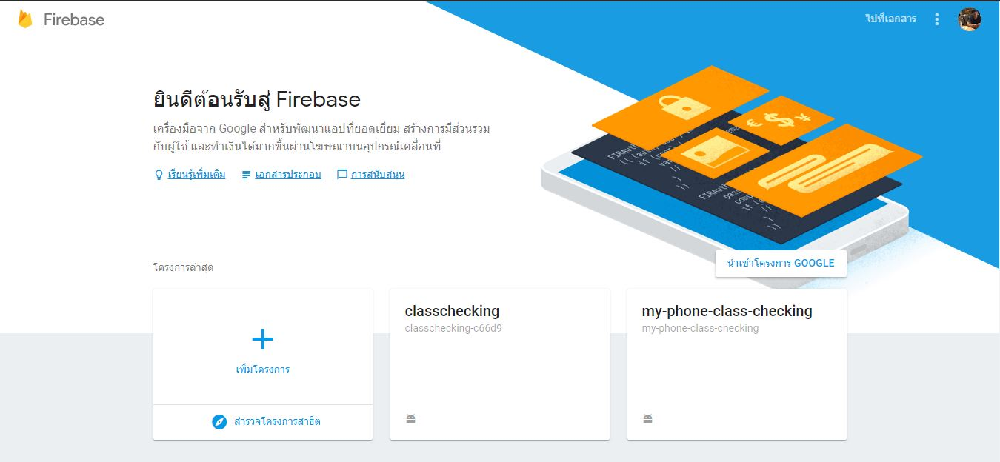 Firebase
ไปที่เอกสาร
ยินดีต้อนรับสู่ Firebase
เครื่องมือจาก Google สำหรับพัฒนาแอปที่ยอดเยี่ยม สร้างการมีส่วนร่วม
กับผู้ใช้ และทำเงินได้มากขึ้นผ่านโฆษณาบนอุปกรณ์เคลื่อนที่
เรียนรู้เพิ่มเติม เอกสารประกอบ การสนับสนุน
โครงการล่าสุด
นำเข้าโครงการ GOOGLE
เพิ่มโครงการ
สำรวจโครงการสาธิต
classchecking
classchecking-c66d9
my-phone-class-checking
my-phone-class-checking